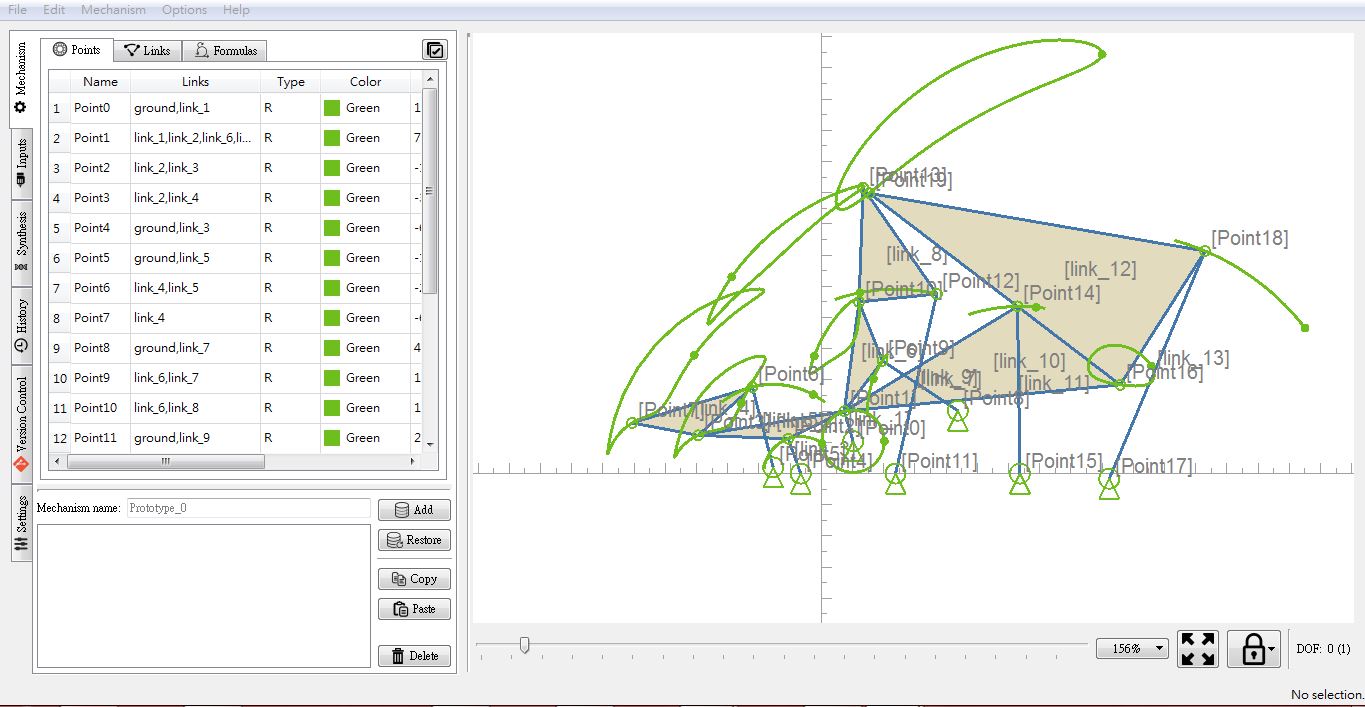 File Edit Mechanism Options Help
Mechanism
Inputs
Synthesis
History
Version Control
Settings
Points Links Formulas
Name Links Type Color
1 Point0 ground,link_1 R Green 1
2 Point1 link_1,link_2,link_6,li... R Green 7
3 Point2 link_2,link_3 R Green
4 Point3 link_2,link_4 R Green
5 Point4 ground,link_3 R Green
6 Point5 ground,link_5 R Green
7 Point6 link_4,link_5 R Green
8 Point7 link_4 R Green
9 Point8 ground,link_7 R Green 4
10 Point9 link_6,link_7 R Green 1
11 Point10 link_6,link_8 R Green 1
12 Point11 ground,link_9 R Green 2
Mechanism name: Prototype_0
Add
Restore
Copy
Paste
Delete
[Point13]
[Point19]
[Point18]
[link_8]
[link_12]
[Point12]
[Point10]
[Point14]
[Point9]
[link_6]
[link_10]
[link_13]
[Point16]
[link_11]
[Point6]
[Point1]
[Point8]
[Point0]
[Point5]
[Point4]
[Point11]
[Point15]
[Point17]
156%
DOF: 0 (1)
No selection.